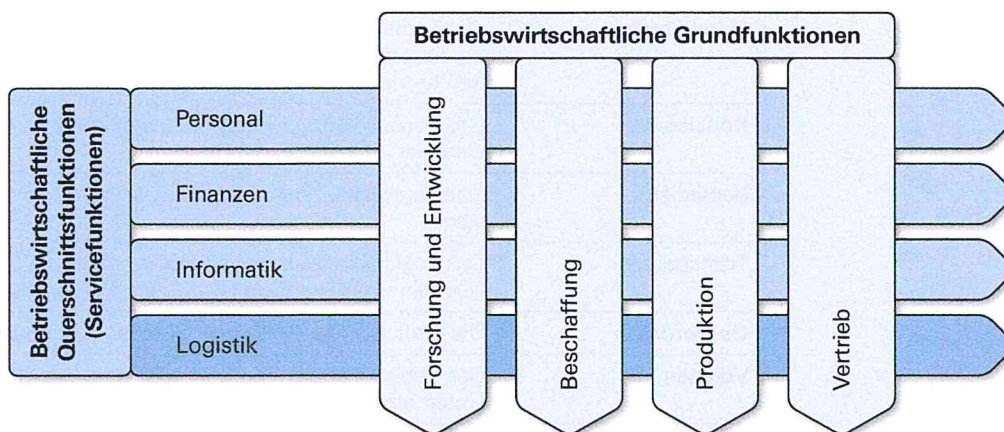 Betriebswirtschaftliche Grundfunktionen
Betriebswirtschaftliche
Querschnittsfunktionen
(Servicefunktionen)
Personal
Finanzen
Informatik
Logistik
Forschung und Entwicklung
Beschaffung
Produktion
Vertrieb